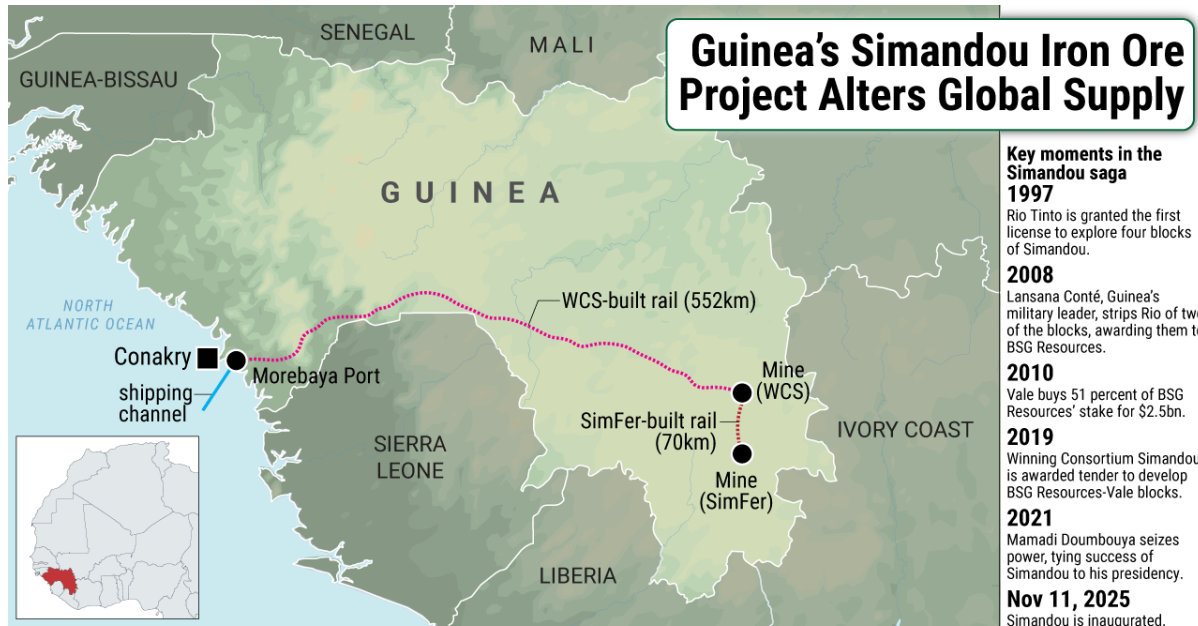 Guinea's Simandou Iron Ore
Project Alters Global Supply
SENEGAL
MALI
GUINEA-BISSAU
GUINEA
NORTH
ATLANTIC OCEAN
WCS-built rail (552km)
Conakry
Morebaya Port
shipping
channel
Mine
(WCS)
SimFer-built rail
(70km)
Mine
(SimFer)
SIERRA
LEONE
IVORY COAST
LIBERIA
Key moments in the
Simandou saga
1997
Rio Tinto is granted the first
license to explore four blocks
of Simandou.
2008
Lansana Conté, Guinea's
military leader, strips Rio of
of the blocks, awarding them
BSG Resources.
2010
Vale buys 51 percent of BSG
Resources' stake for $2.5bn.
2019
Winning Consortium Simandou
is awarded tender to develop
BSG Resources-Vale blocks.
2021
Mamadi Doumbouya seizes
power, tying success of
Simandou to his presidency.
Nov 11, 2025
Simandou is inaugurated.